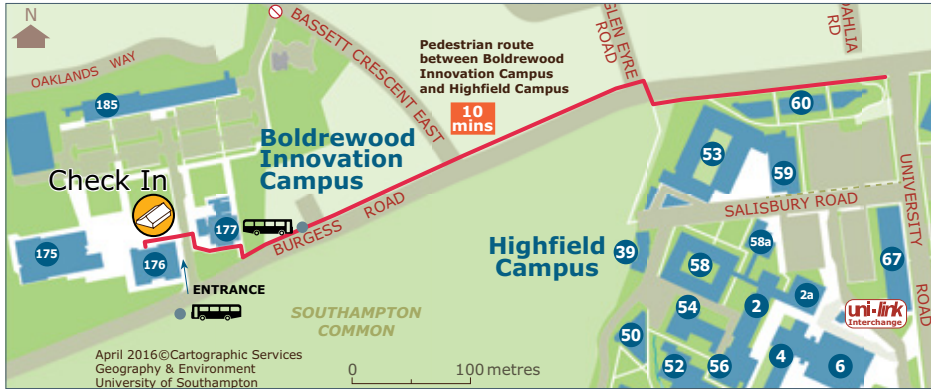 N
OAKLANDS WAY
BASSETT CRESCENT EAST
Pedestrian route
between Boldrewood
Innovation Campus
and Highfield Campus
10
mins
GLEN EYRE
ROAD
DAHLIA
RD
185
60
Boldrewood
Innovation
Campus
53
59
Check In
UNIVERSITY
ROAD
SALISBURY ROAD
177
BURGESS ROAD
175
176
Highfield
Campus
39
58a
58
67
ENTRANCE
2a
54
2
uni-link
Interchange
SOUTHAMPTON
COMMON
50
52
56
4
6
April 2016©Cartographic Services
Geography & Environment
University of Southampton
0
100 metres